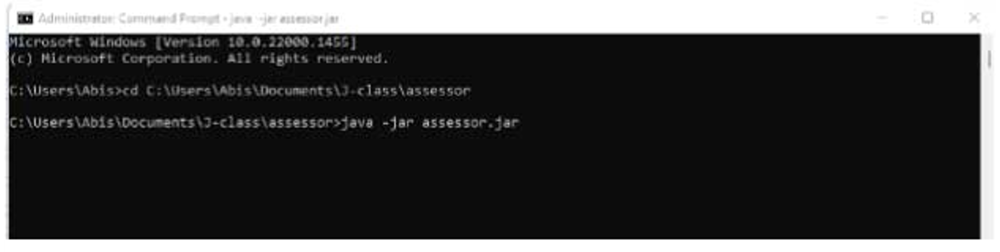 Administrator: Command Prompt - java -jar assessor.jar
Microsoft Windows [Version 10.0.22000.1455]
(c) Microsoft Corporation. All rights reserved.
C:\Users\Abis>cd C:\Users\Abis\Documents\J-class\assessor
C:\Users\Abis\Documents\J-class\assessor>java -jar assessor.jar